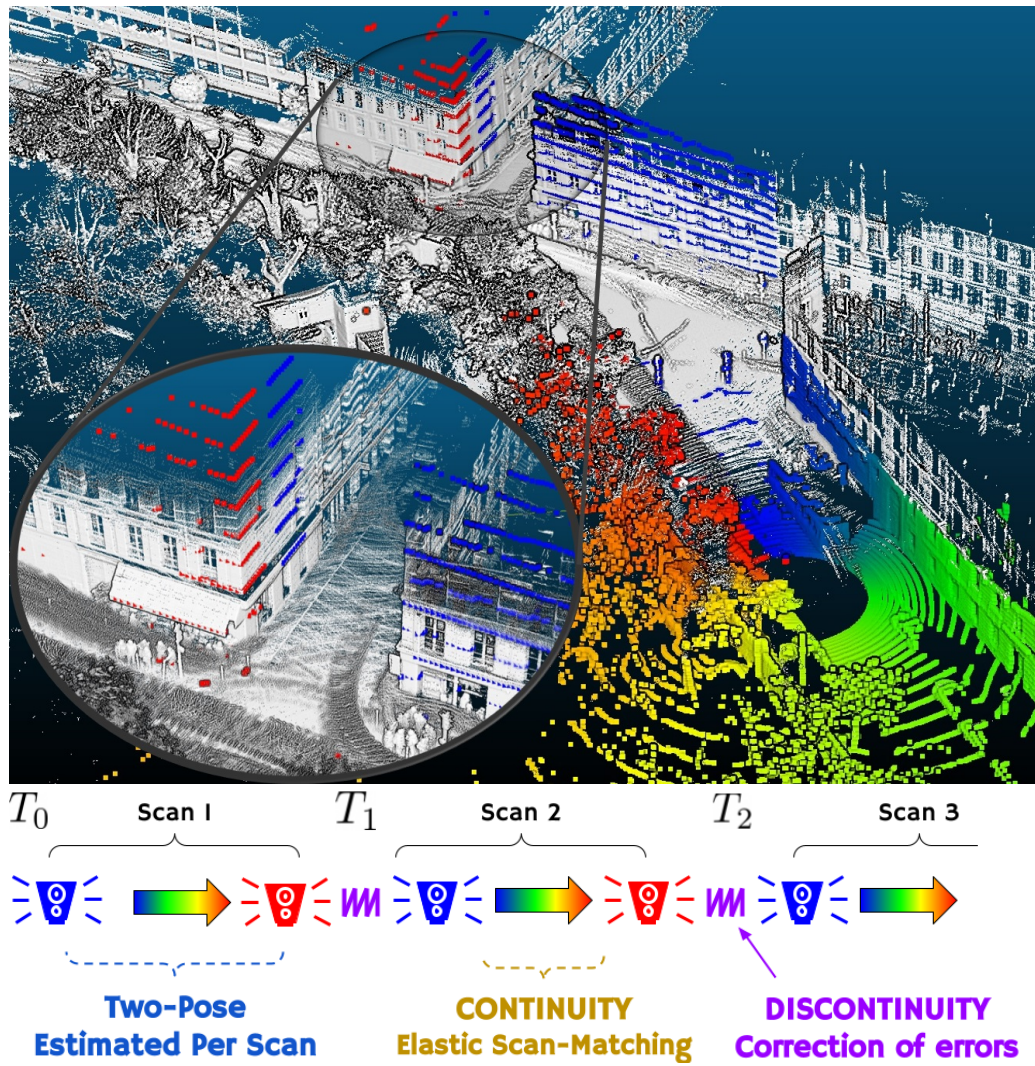 T₀ Scan 1 T₁ Scan 2 T₂ Scan 3
Two-Pose
Estimated Per Scan
CONTINUITY
Elastic Scan-Matching
DISCONTINUITY
Correction of errors